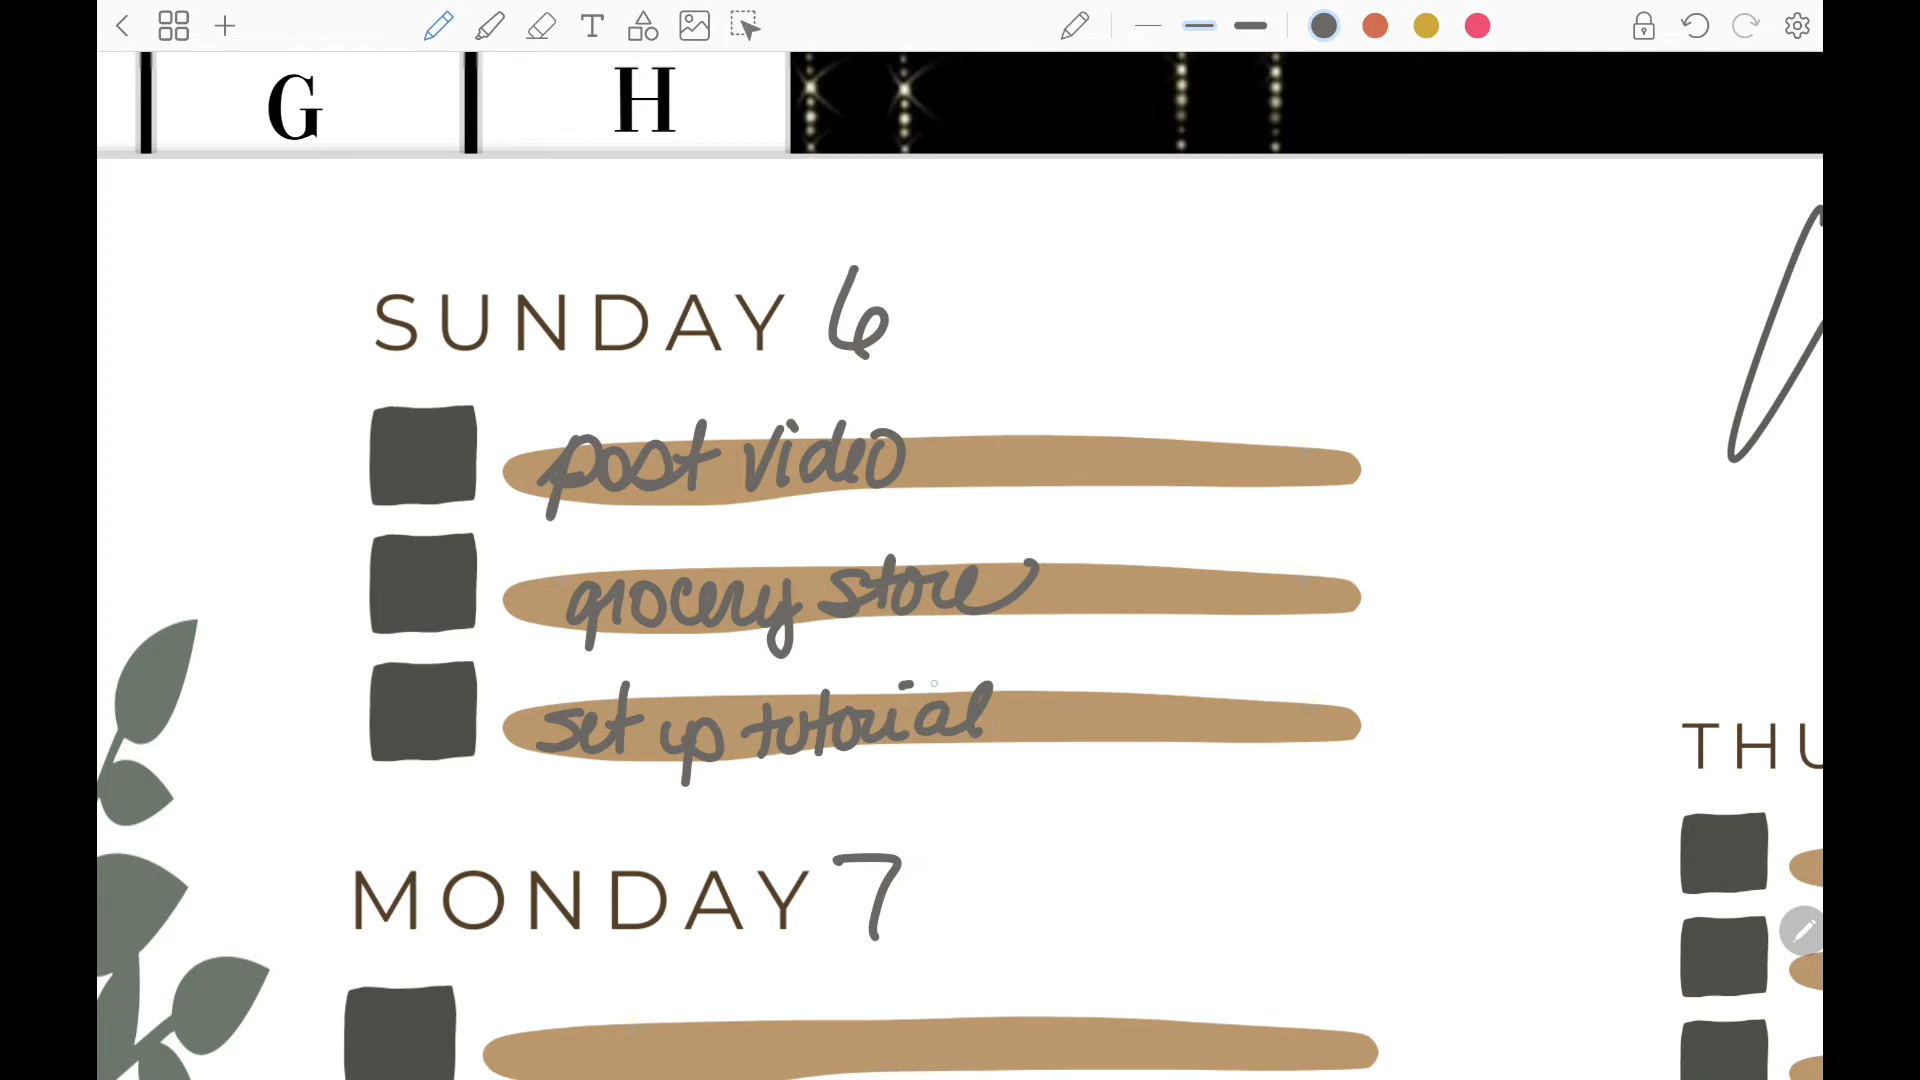 G H
SUNDAY 6
post video
grocery store
set up tutorial
MONDAY 7
THU